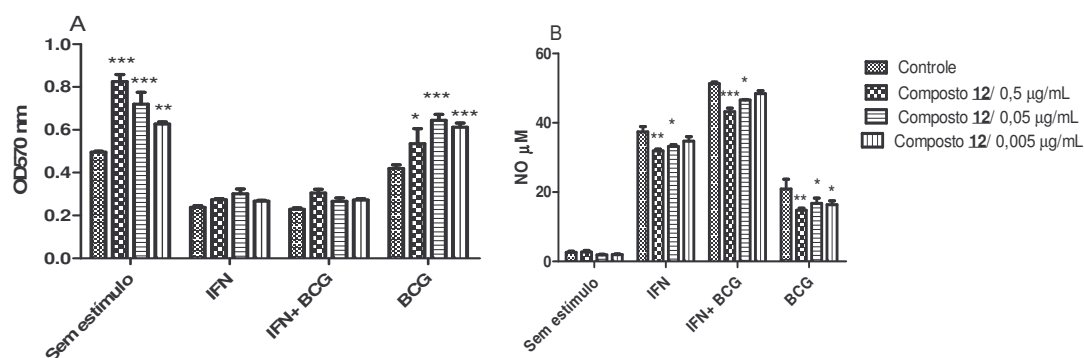 A
OD570 nm
1.0
0.8
0.6
0.4
0.2
0.0
***
***
**
*
***
***
Sem estímulo
IFN
IFN+ BCG
BCG
B
NO µM
60
40
20
0
**
*
***
*
**
*
*
Sem estímulo
IFN
IFN+ BCG
BCG
Controle
Composto 12/ 0,5 µg/mL
Composto 12/ 0,05 µg/mL
Composto 12/ 0,005 µg/mL